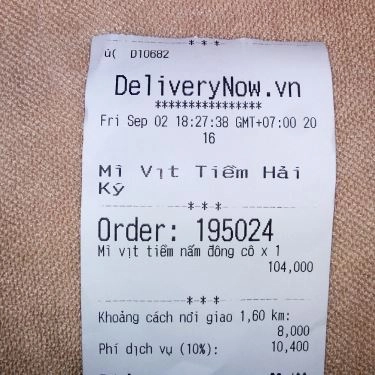 * * *
ủ( D10682
DeliveryNow.vn
****************
Fri Sep 02 18:27:38 GMT+07:00 20
16
Mì Vịt Tiềm Hải
Ký
* * *
Order: 195024
Mì vịt tiềm nấm đông cô x 1
104,000
* * *
Khoảng cách nơi giao 1,60 km:
8,000
Phí dịch vụ (10%):
10,400